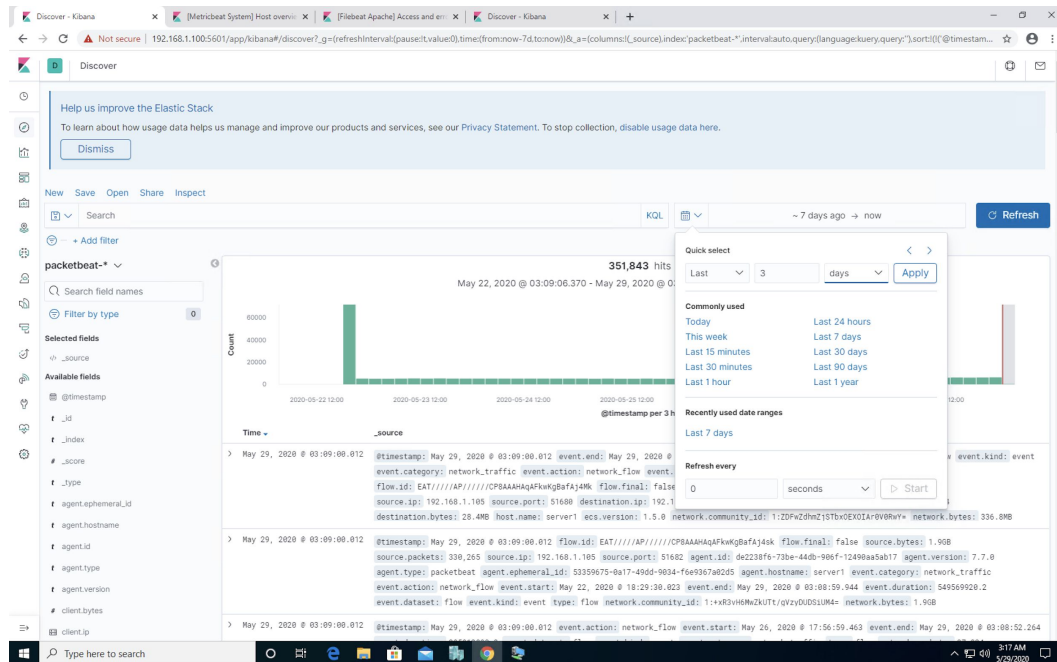 Discover - Kibana
[Metricbeat System] Host overvie
[Filebeat Apache] Access and err
Discover - Kibana
Not secure | 192.168.1.100:5601/app/kibana#/discover?_g=(refreshInterval:(pause:!t,value:0),time:(from:now-7d,to:now))&_a=(columns:!(_source),index:'packetbeat-*',interval:auto,query:(language:kuery,query:''),sort:!(!('@timestam...
D Discover
Help us improve the Elastic Stack
To learn about how usage data helps us manage and improve our products and services, see our Privacy Statement. To stop collection, disable usage data here.
Dismiss
New Save Open Share Inspect
Search KQL ~ 7 days ago → now Refresh
+ Add filter
packetbeat-*
Search field names
Filter by type 0
Selected fields
</> _source
Available fields
@timestamp
t _id
t _index
# _score
t _type
t agent.ephemeral_id
t agent.hostname
t agent.id
t agent.type
t agent.version
# client.bytes
client.ip
351,843 hits
May 22, 2020 @ 03:09:06.370 - May 29, 2020 @ 0
Count
60000
40000
20000
0
2020-05-22 12:00 2020-05-23 12:00 2020-05-24 12:00 2020-05-25 12:00 12:00
@timestamp per 3 h
Quick select
Last 3 days Apply
Commonly used
Today Last 24 hours
This week Last 7 days
Last 15 minutes Last 30 days
Last 30 minutes Last 90 days
Last 1 hour Last 1 year
Recently used date ranges
Last 7 days
Refresh every
0 seconds Start
Time _source
May 29, 2020 @ 03:09:00.012 @timestamp: May 29, 2020 @ 03:09:00.012 event.end: May 29, 2020 @ w event.kind: event
event.category: network_traffic event.action: network_flow event.
flow.id: EAT/////AP//////CP8AAAHAqAFkwKgBafAj4Mk flow.final: false
source.ip: 192.168.1.105 source.port: 51680 destination.ip: 192.1
destination.bytes: 28.4MB host.name: server1 ecs.version: 1.5.0 network.community_id: 1:ZDFwZdhmZjSTbxOEXOIAr0V0RwY= network.bytes: 336.8MB
May 29, 2020 @ 03:09:00.012 @timestamp: May 29, 2020 @ 03:09:00.012 flow.id: EAT/////AP//////CP8AAAHAqAFkwKgBafAj4sk flow.final: false source.bytes: 1.9GB
source.packets: 330,265 source.ip: 192.168.1.105 source.port: 51682 agent.id: de2238f6-73be-44db-906f-12490aa5ab17 agent.version: 7.7.0
agent.type: packetbeat agent.ephemeral_id: 53359675-0a17-49dd-9034-f6e9367a02d5 agent.hostname: server1 event.category: network_traffic
event.action: network_flow event.start: May 22, 2020 @ 18:29:30.023 event.end: May 29, 2020 @ 03:08:59.944 event.duration: 549569920.2
event.dataset: flow event.kind: event type: flow network.community_id: 1:+xR3vH6MwZkUTt/qVzyDUDSiUM4= network.bytes: 1.9GB
May 29, 2020 @ 03:09:00.012 @timestamp: May 29, 2020 @ 03:09:00.012 event.action: network_flow event.start: May 26, 2020 @ 17:56:59.463 event.end: May 29, 2020 @ 03:08:52.264
Type here to search
3:17 AM
5/29/2020